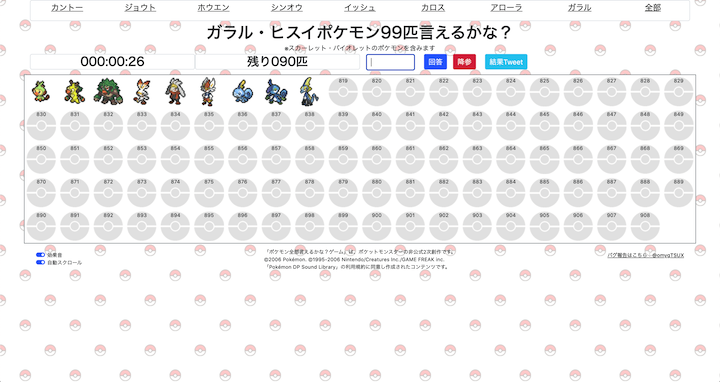 カントー ジョウト ホウエン シンオウ イッシュ カロス アローラ ガラル 全部
ガラル・ヒスイポケモン99匹言えるかな？
※スカーレット・バイオレットのポケモンを含みます
000:00:26 残り090匹 回答 降参 結果Tweet
819 820 821 822 823 824 825 826 827 828 829
830 831 832 833 834 835 836 837 838 839 840 841 842 843 844 845 846 847 848 849
850 851 852 853 854 855 856 857 858 859 860 861 862 863 864 865 866 867 868 869
870 871 872 873 874 875 876 877 878 879 880 881 882 883 884 885 886 887 888 889
890 891 892 893 894 895 896 897 898 899 900 901 902 903 904 905 906 907 908
効果音
自動スクロール
「ポケモン全部言えるかな？ゲーム」は、ポケットモンスターの非公式2次創作です。
©2006 Pokémon. ©1995-2006 Nintendo/Creatures Inc./GAME FREAK inc.
「Pokémon DP Sound Library」の利用規約に同意し作成されたコンテンツです。
バグ報告はこちら→@omygTSUX